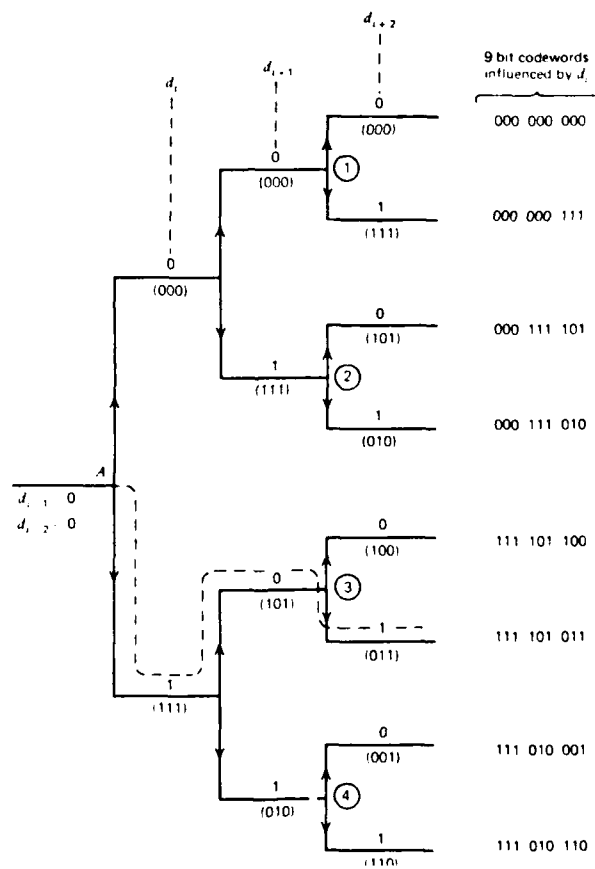 d_i
d_{i+1}
d_{i+2}
9 bit codewords
influenced by d_i
0
(000)
000 000 000
0
(000)
1
1
(111)
000 000 111
0
(000)
0
(101)
000 111 101
1
(111)
2
1
(010)
000 111 010
A
d_{i-1} 0
d_{i-2} 0
0
(100)
111 101 100
0
(101)
3
1
(011)
111 101 011
1
(111)
0
(001)
111 010 001
1
(010)
4
1
(110)
111 010 110